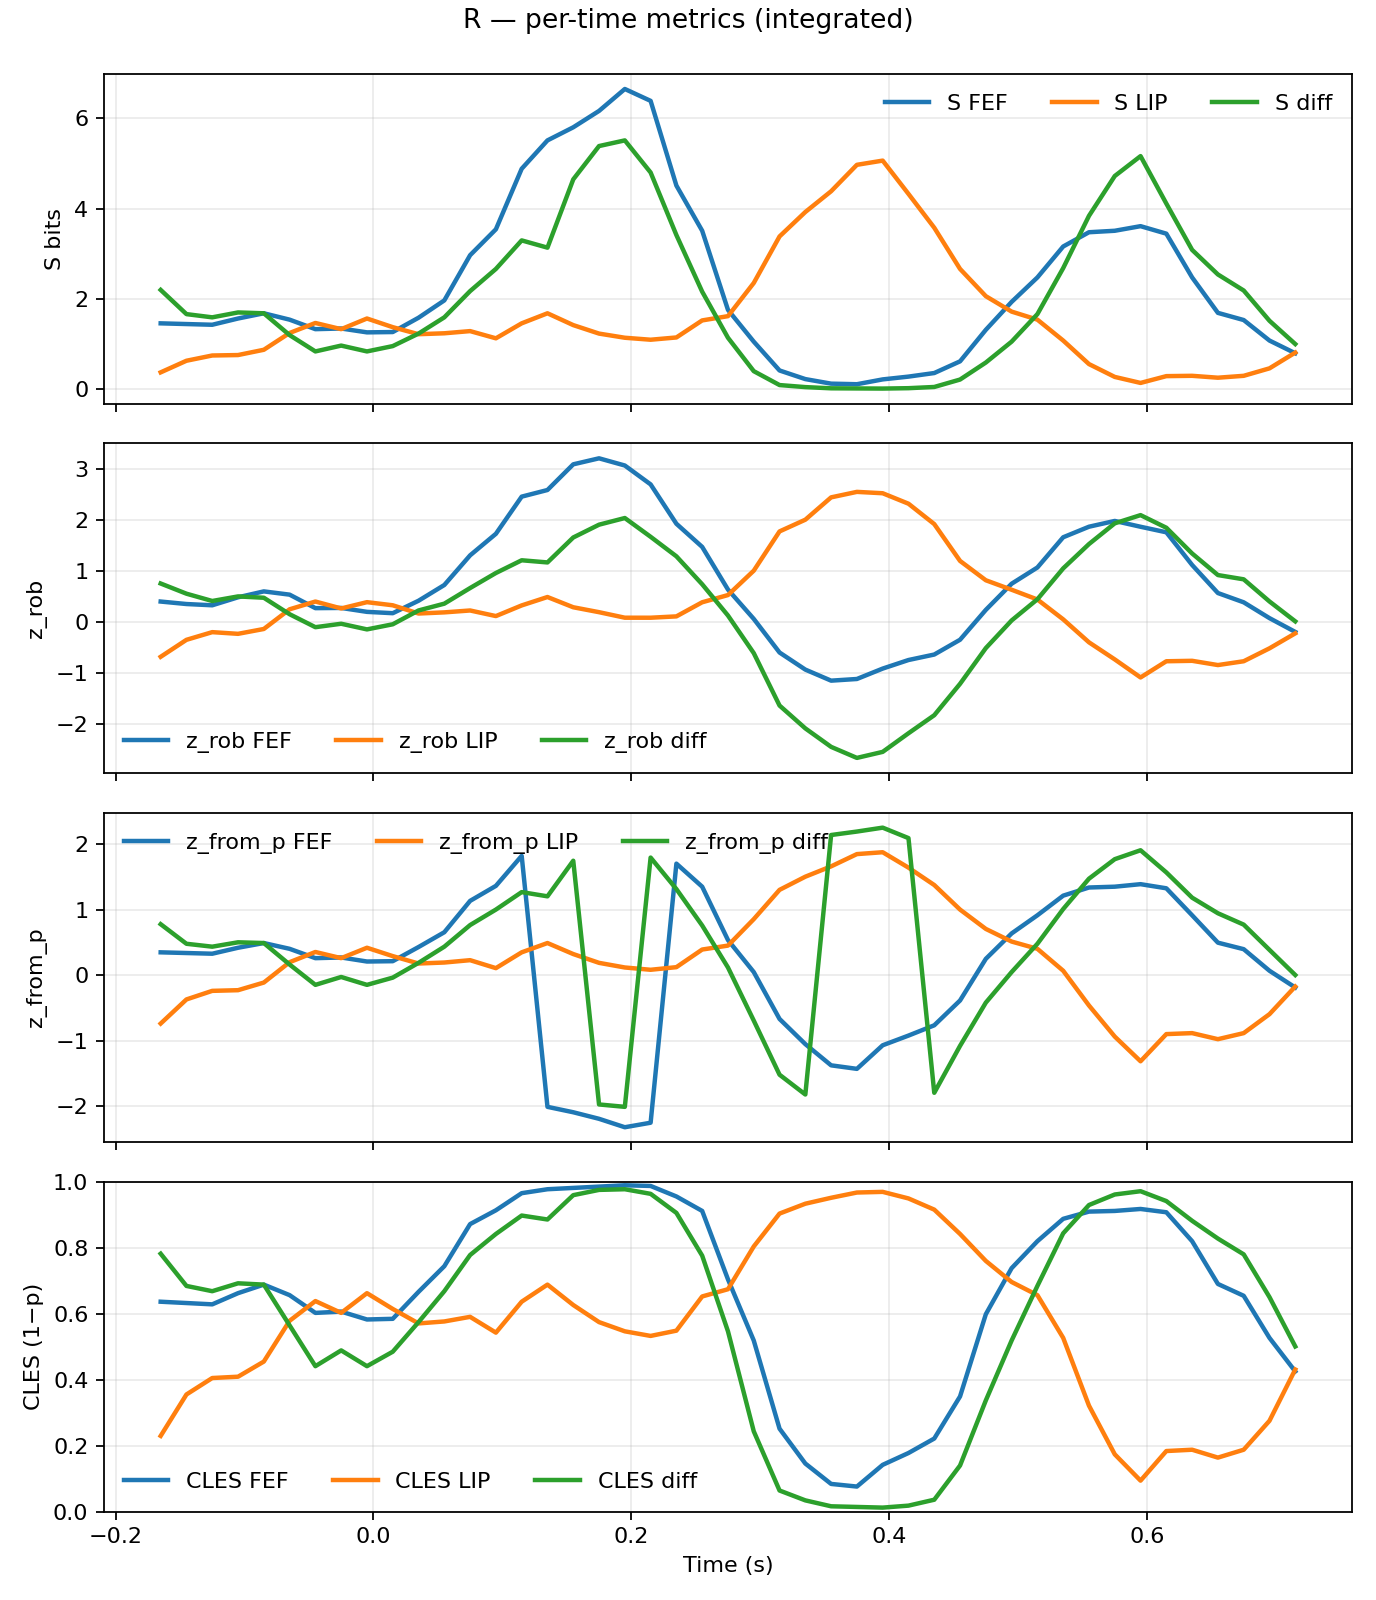 R — per-time metrics (integrated)
S FEF S LIP S diff
6
4
2
0
S bits
3
2
1
0
−1
−2
z_rob
z_rob FEF z_rob LIP z_rob diff
z_from_p FEF z_from_p LIP z_from_p diff
2
1
0
−1
−2
z_from_p
1.0
0.8
0.6
0.4
0.2
0.0
CLES (1−p)
CLES FEF CLES LIP CLES diff
−0.2 0.0 0.2 0.4 0.6
Time (s)